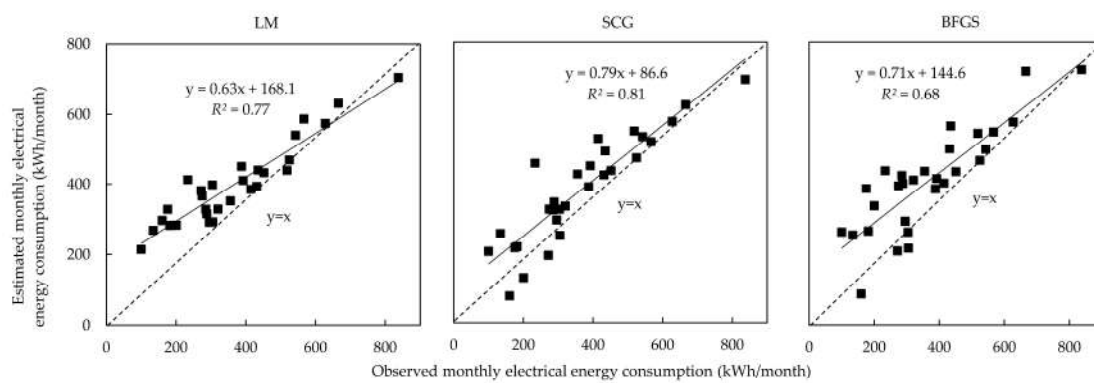 LM
SCG
BFGS
Estimated monthly electrical
energy consumption (kWh/month)
800
600
400
200
0
y = 0.63x + 168.1
R² = 0.77
y=x
y = 0.79x + 86.6
R² = 0.81
y=x
y = 0.71x + 144.6
R² = 0.68
y=x
0 200 400 600 800
0 200 400 600 800
0 200 400 600 800
Observed monthly electrical energy consumption (kWh/month)